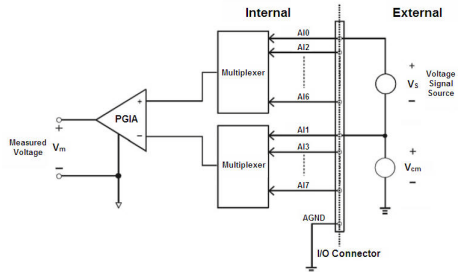 Internal
External
AI0
AI2
Multiplexer
AI6
+
Vs
−
Voltage
Signal
Source
+
PGIA
−
Measured
Voltage
+
Vm
−
AI1
AI3
Multiplexer
AI7
+
Vcm
−
AGND
I/O Connector